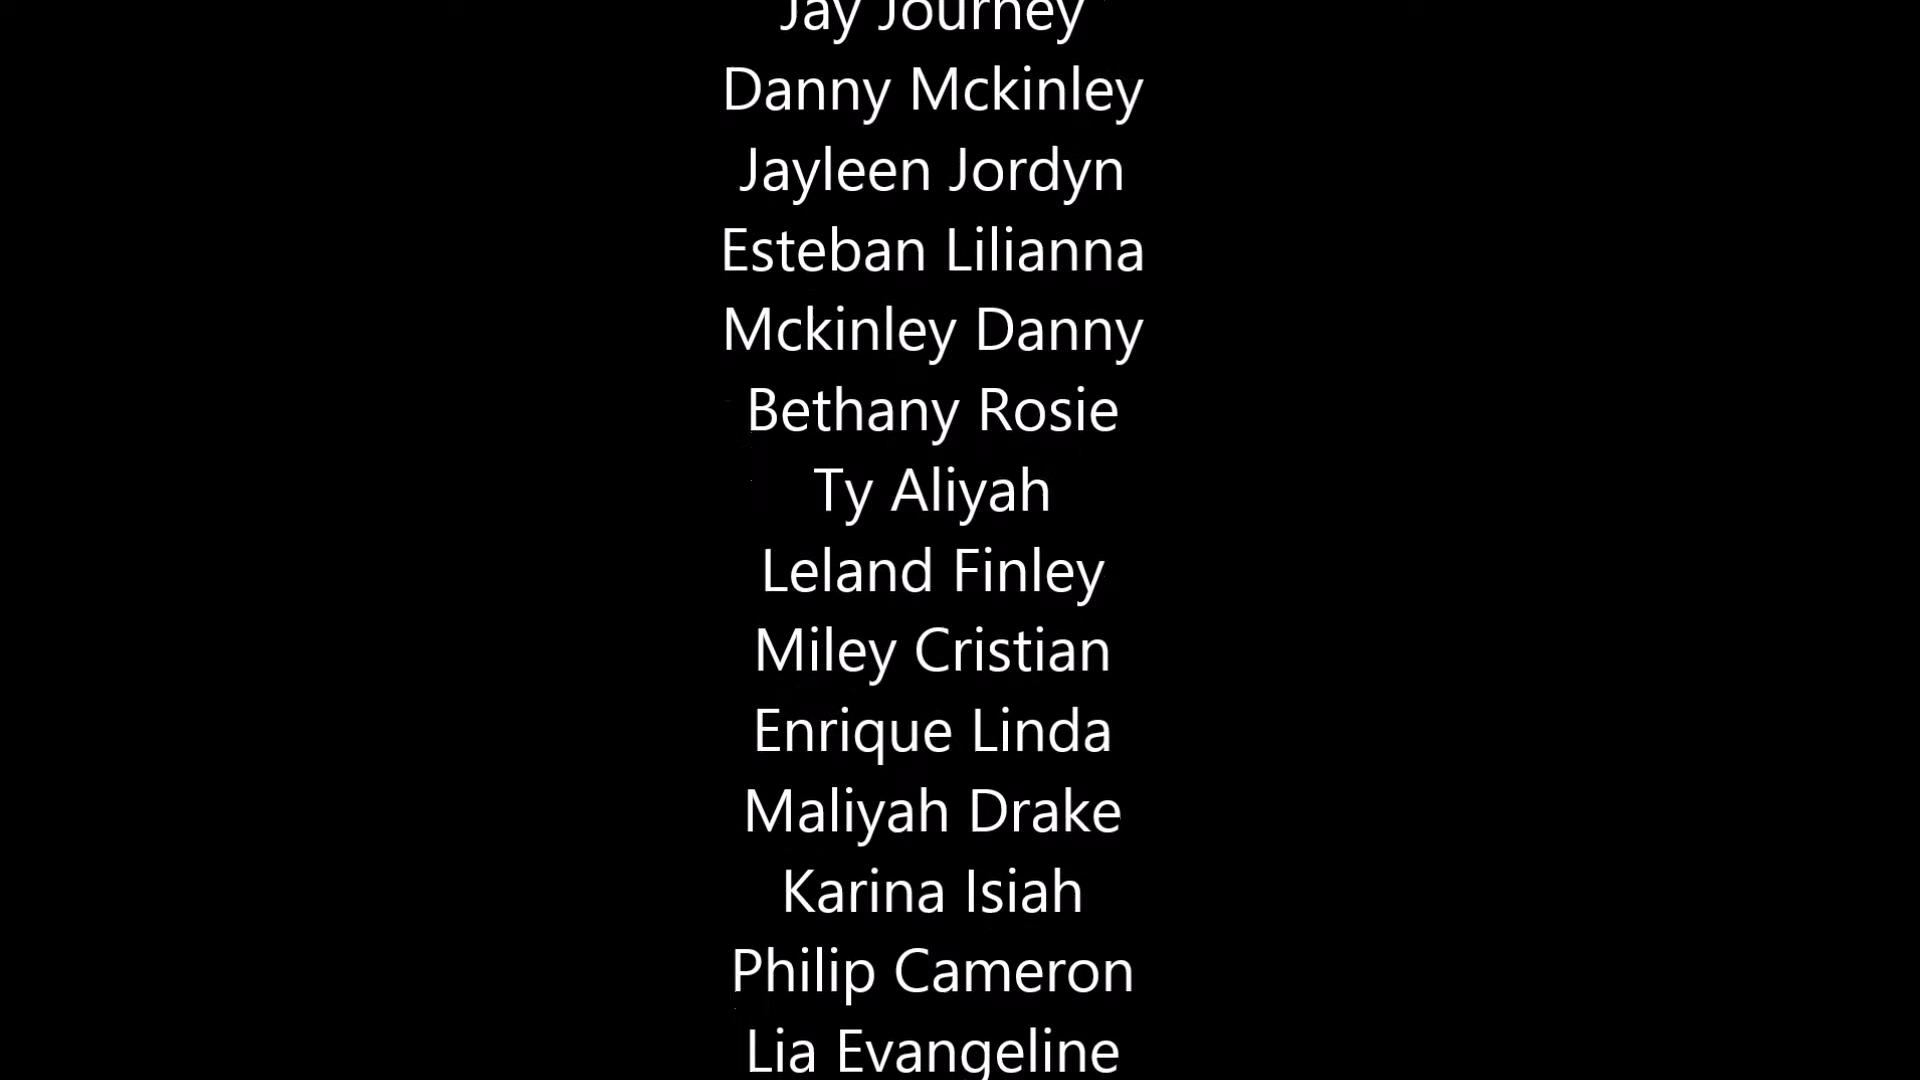 Jay Journey
Danny Mckinley
Jayleen Jordyn
Esteban Lilianna
Mckinley Danny
Bethany Rosie
Ty Aliyah
Leland Finley
Miley Cristian
Enrique Linda
Maliyah Drake
Karina Isiah
Philip Cameron
Lia Evangeline